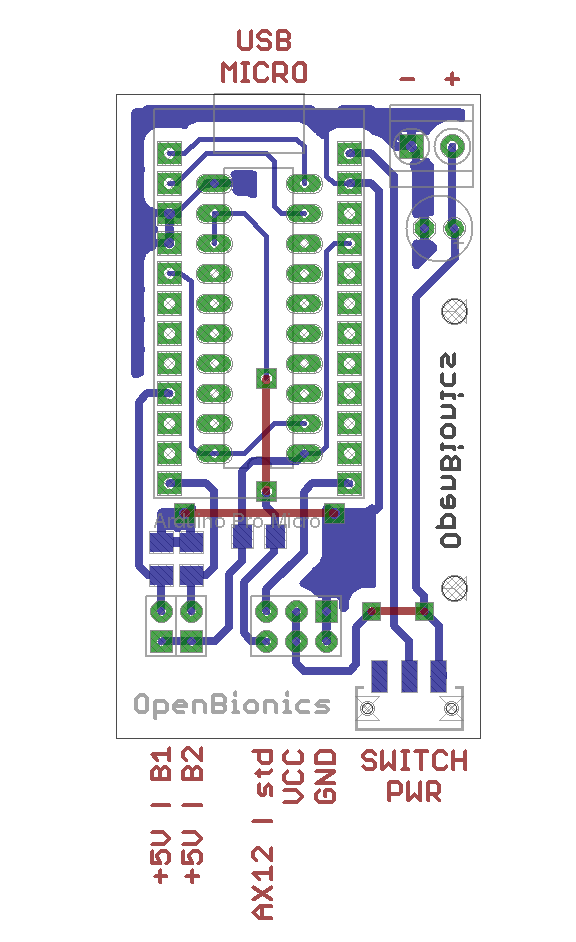 USB
MICRO
- +
OpenBionics
Arduino Pro Micro
OpenBionics
+5V | B1
+5V | B2
AX12 | std
VCC
GND
SWITCH
PWR